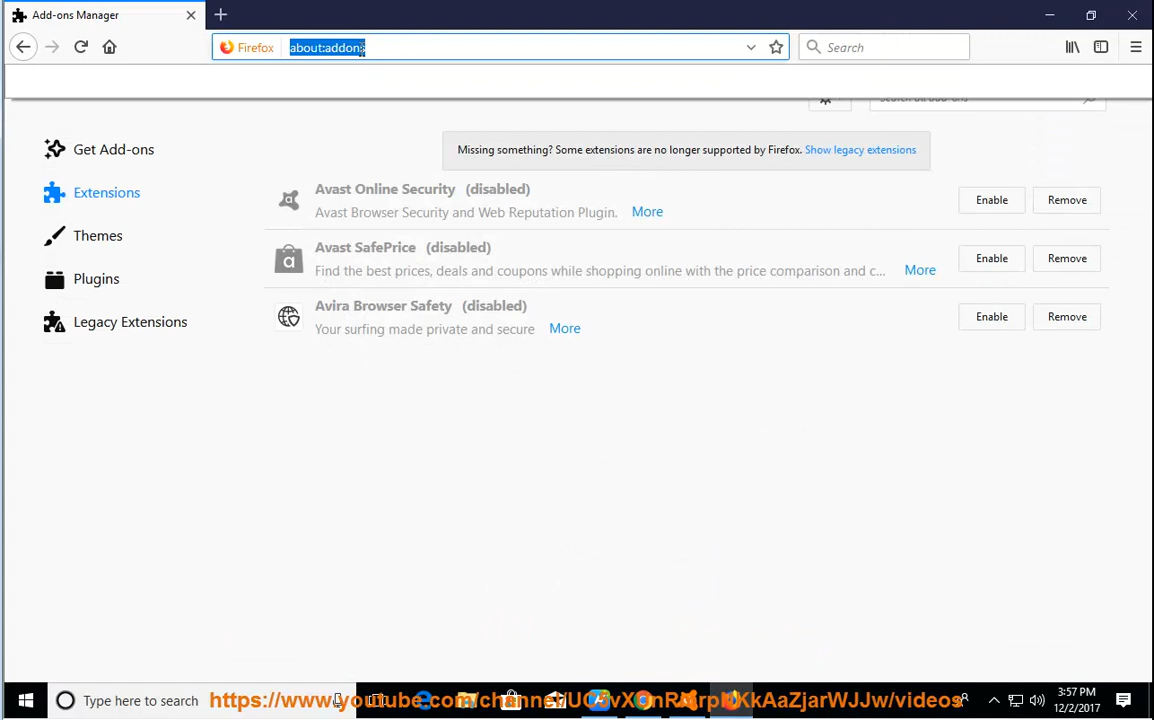 Add-ons Manager
Firefox
about:addons
Search
Search all add-ons
Get Add-ons
Missing something? Some extensions are no longer supported by Firefox. Show legacy extensions
Extensions
Avast Online Security (disabled)
Avast Browser Security and Web Reputation Plugin. More
Enable
Remove
Themes
Avast SafePrice (disabled)
Find the best prices, deals and coupons while shopping online with the price comparison and c... More
Enable
Remove
Plugins
Avira Browser Safety (disabled)
Your surfing made private and secure More
Enable
Remove
Legacy Extensions
Type here to search
3:57 PM
12/2/2017